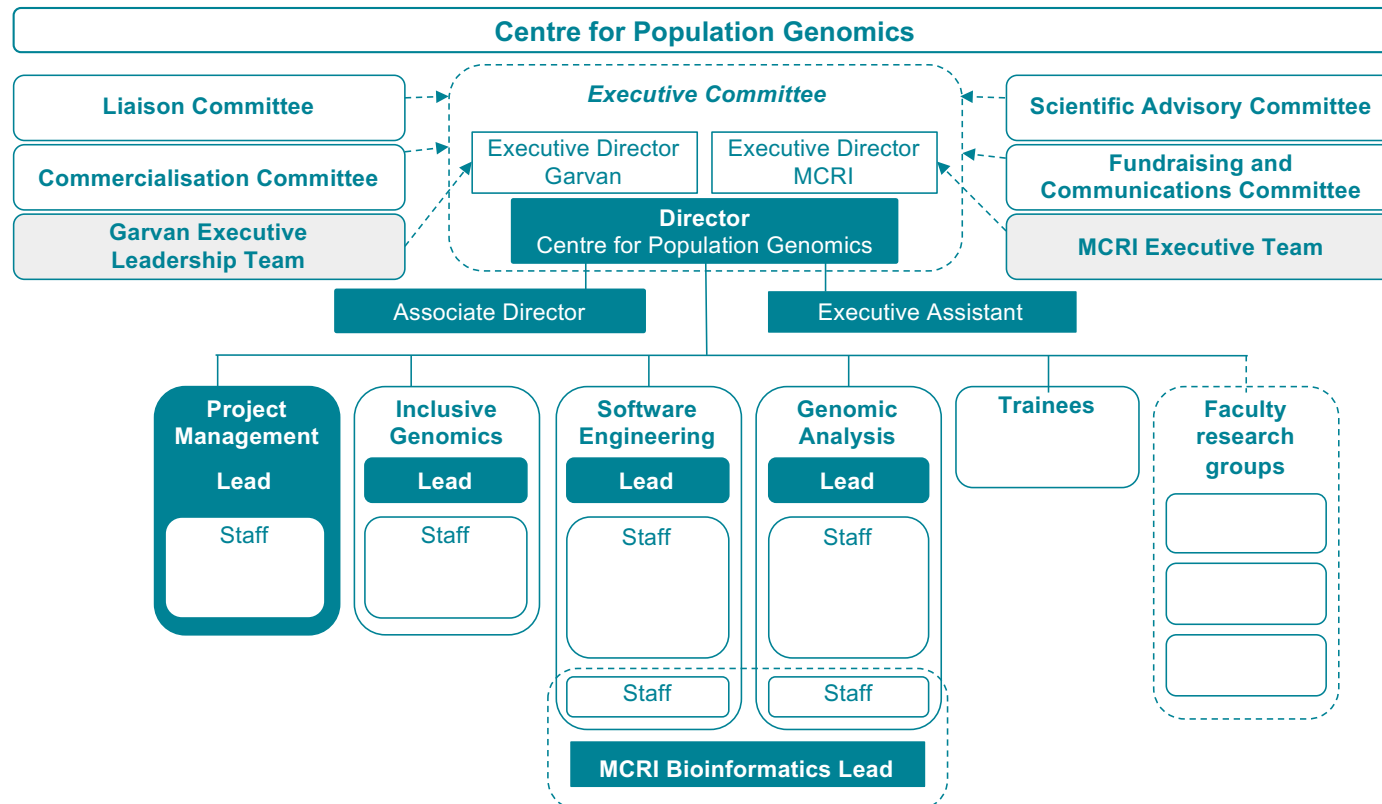 Centre for Population Genomics
Liaison Committee
Commercialisation Committee
Garvan Executive
Leadership Team
Executive Committee
Executive Director
Garvan
Executive Director
MCRI
Director
Centre for Population Genomics
Scientific Advisory Committee
Fundraising and
Communications Committee
MCRI Executive Team
Associate Director
Executive Assistant
Project
Management
Lead
Staff
Inclusive
Genomics
Lead
Staff
Software
Engineering
Lead
Staff
Staff
Genomic
Analysis
Lead
Staff
Staff
MCRI Bioinformatics Lead
Trainees
Faculty
research
groups